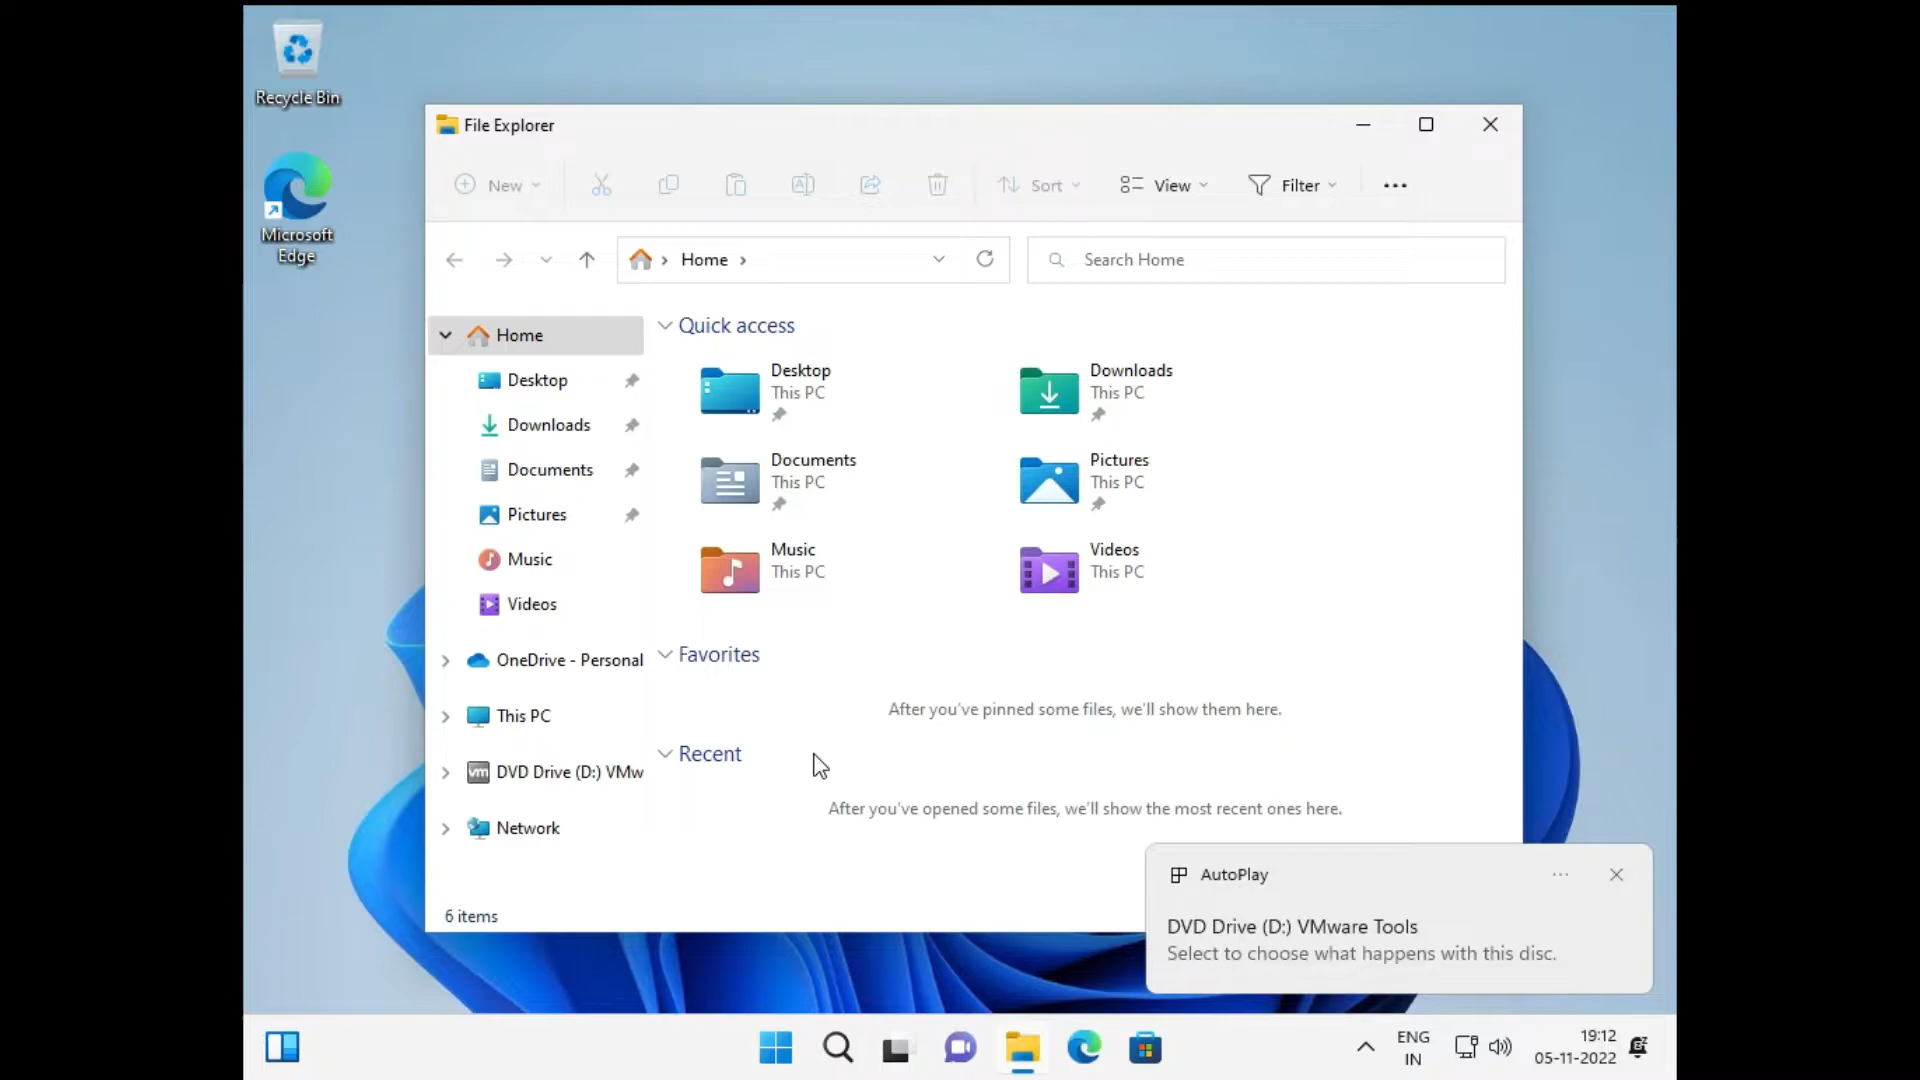 Recycle Bin
Microsoft
Edge
File Explorer
New
Sort
View
Filter
Home
Search Home
Home
Desktop
Downloads
Documents
Pictures
Music
Videos
OneDrive - Personal
This PC
DVD Drive (D:) VMw
Network
Quick access
Desktop
This PC
Downloads
This PC
Documents
This PC
Pictures
This PC
Music
This PC
Videos
This PC
Favorites
After you've pinned some files, we'll show them here.
Recent
After you've opened some files, we'll show the most recent ones here.
6 items
AutoPlay
DVD Drive (D:) VMware Tools
Select to choose what happens with this disc.
ENG
IN
19:12
05-11-2022